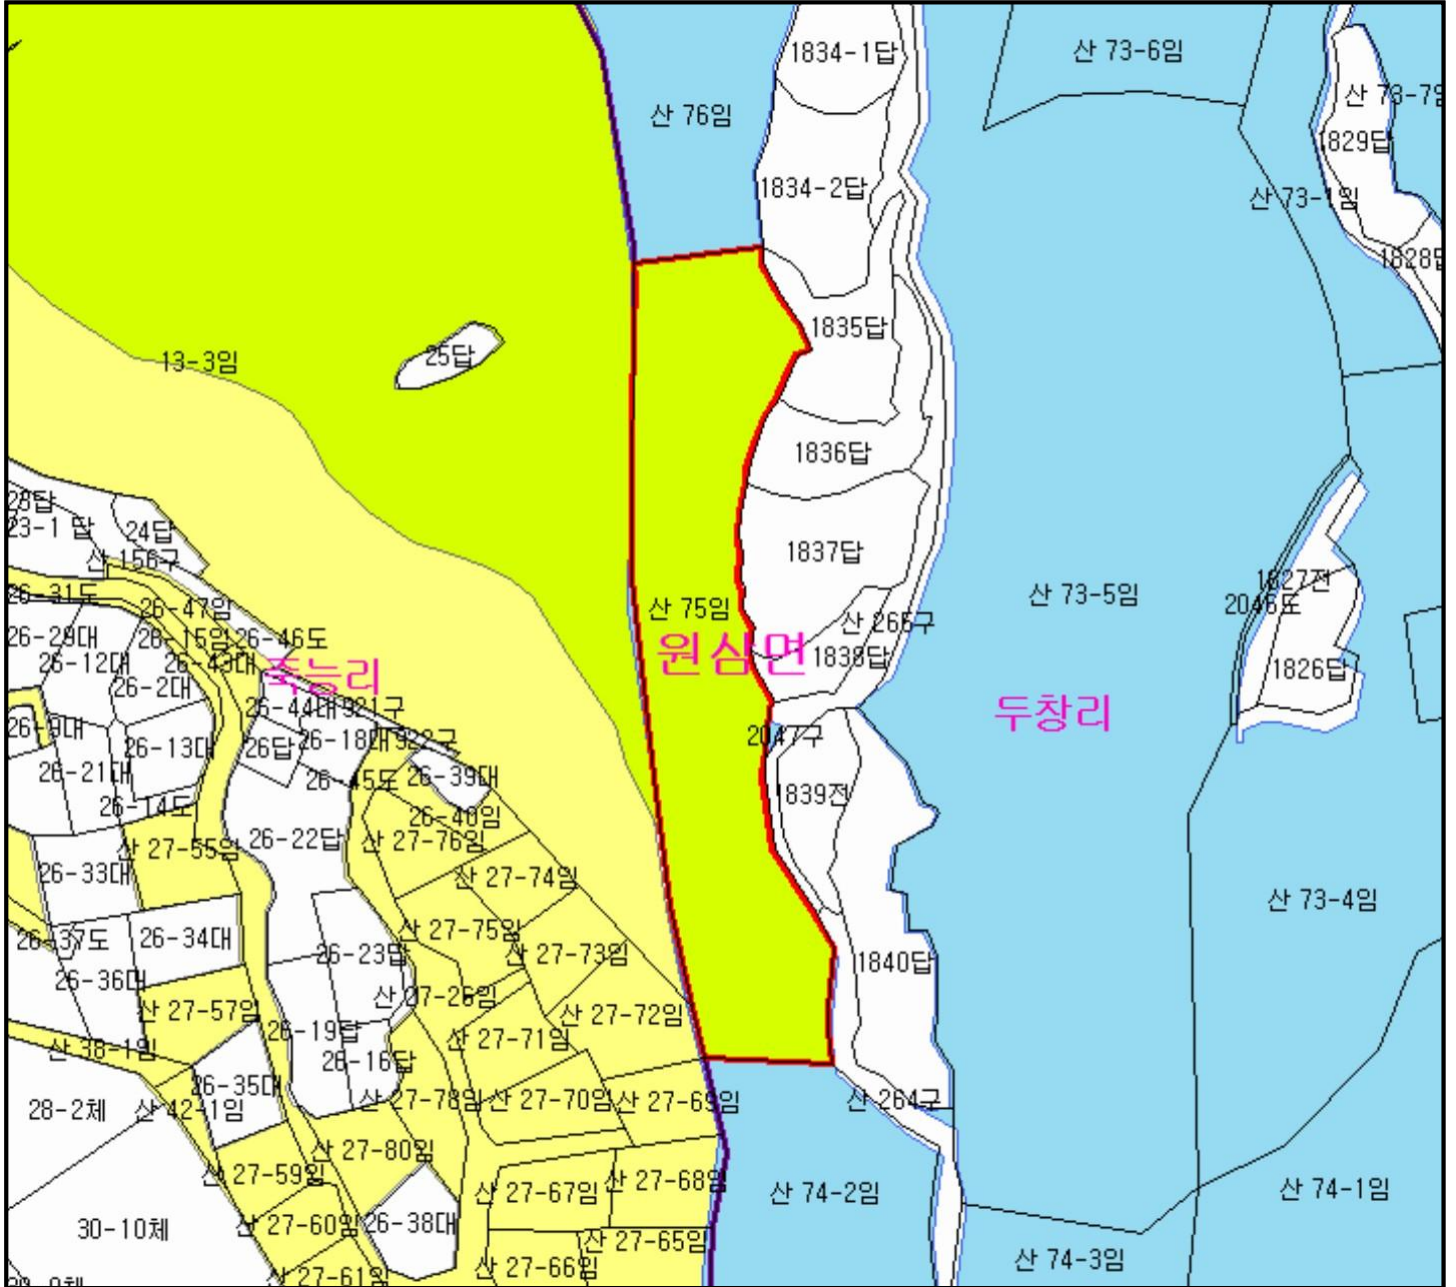 1834-1답
산 73-6임
산 76임
산 73-7임
1829답
1834-2답
산 73-1임
1828답
1835답
13-3임
25답
1836답
23답
23-1 답
24답
1837답
산 156구
산 73-5임
1827전
26-31도
26-47임
2046도
산 75임
원삼면
산 266구
26-29대
26-15임
26-46도
26-12대
26-43대
1838답
1826답
죽능리
26-2대
26-44대
921구
두창리
26-9대
26-13대
26답
26-18대
922구
2047구
26-21대
26-45도
26-39대
26-14도
1839전
26-40임
산 27-55임
26-22답
산 27-76임
26-33대
산 27-74임
산 73-4임
26-37도
26-34대
산 27-75임
26-23답
산 27-73임
1840답
26-36대
산 27-26임
산 27-57임
산 27-72임
26-19답
산 27-71임
산 38-1임
26-16답
26-35대
28-2체
산 42-1임
산 27-78임
산 27-70임
산 27-69임
산 264구
산 27-80임
산 27-59임
산 27-67임
산 27-68임
산 74-2임
산 74-1임
30-10체
산 27-60임
26-38대
산 27-65임
산 74-3임
산 27-66임
산 27-61임